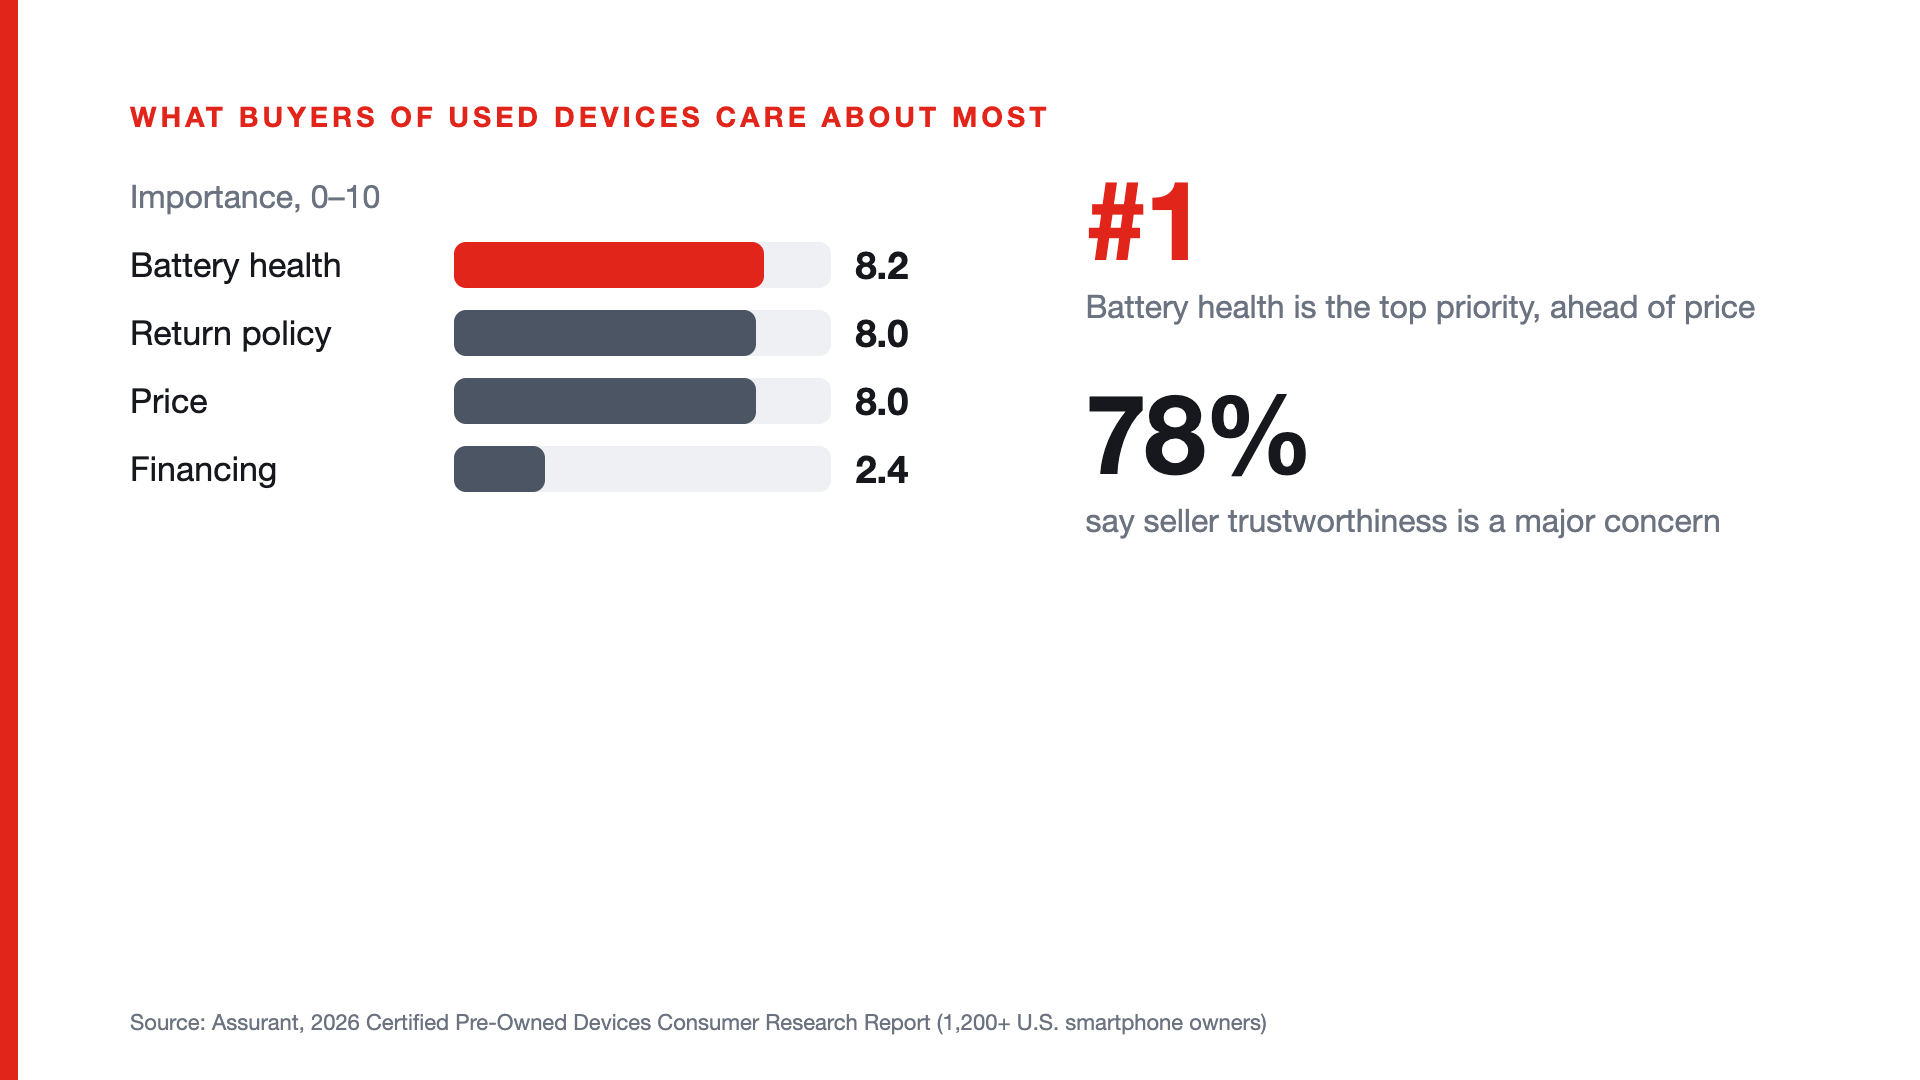 WHAT BUYERS OF USED DEVICES CARE ABOUT MOST
Importance, 0–10
Battery health 8.2
Return policy 8.0
Price 8.0
Financing 2.4
#1
Battery health is the top priority, ahead of price
78%
say seller trustworthiness is a major concern
Source: Assurant, 2026 Certified Pre-Owned Devices Consumer Research Report (1,200+ U.S. smartphone owners)